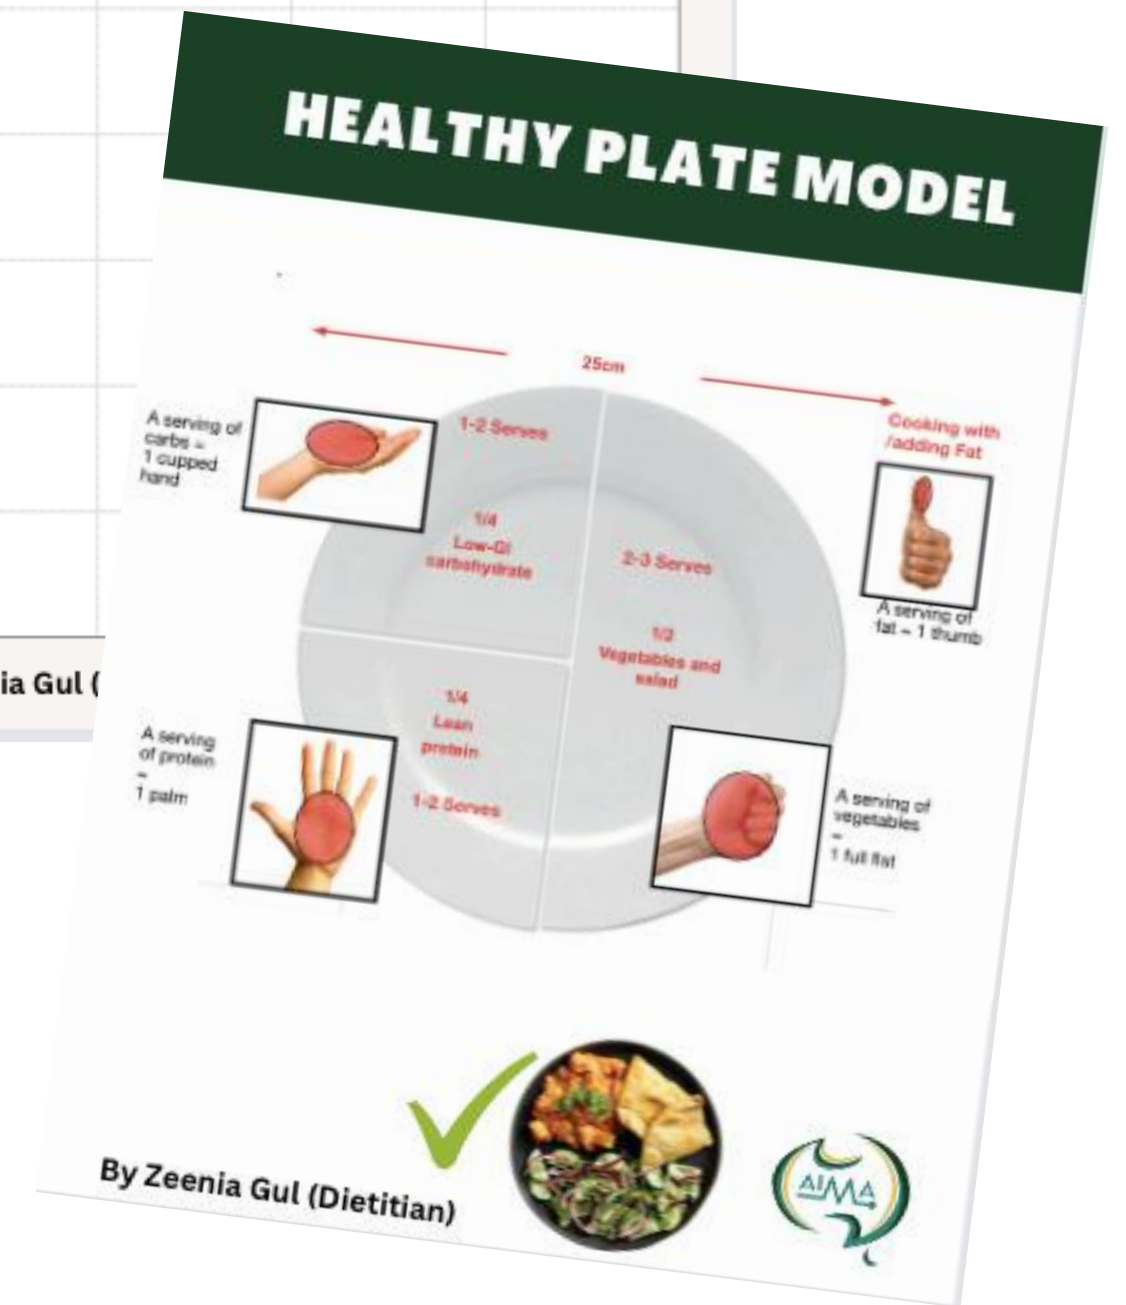 HEALTHY PLATE MODEL
25cm
Cooking with
/adding Fat
A serving of
carbs =
1 cupped
hand
1-2 Serves
1/4
Low-GI
carbohydrate
2-3 Serves
1/2
Vegetables and
salad
A serving of
fat = 1 thumb
1/4
Lean
protein
1-2 Serves
A serving
of protein
=
1 palm
A serving of
vegetables
=
1 full fist
ia Gul (
By Zeenia Gul (Dietitian)
AIMA